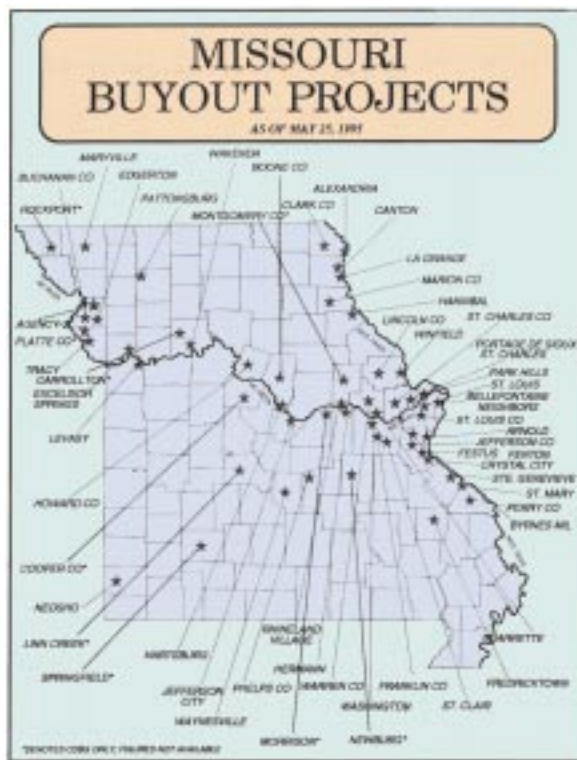 MISSOURI
BUYOUT PROJECTS
AS OF MAY 25, 1995
MARYVILLE
WAKENDA
BUCHANAN CO
EDGERTON
BOONE CO
PATTONSBURG
ALEXANDRIA
ROCKPORT*
MONTGOMERY CO*
CLARK CO
CANTON
LA GRANGE
MARION CO
HANNIBAL
LINCOLN CO
ST. CHARLES CO
WINFIELD
AGENCY
PORTAGE DE SIOUX
PLATTE CO
ST. CHARLES
TRACY
PARK HILLS
CARROLLTON*
ST. LOUIS
EXCELSIOR
SPRINGS
BELLEFONTAINE
NEIGHBORS
LEVASY
ST. LOUIS CO
ARNOLD
JEFFERSON CO
FESTUS
FENTON
CRYSTAL CITY
STE. GENEVIEVE
HOWARD CO
ST. MARY
PERRY CO
BYRNES MIL
COOPER CO*
NEOSHO
LINN CREEK*
RHINELAND
VILLAGE
HARTSBURG
HERMANN
SPRINGFIELD*
JEFFERSON
CITY
PHELPS CO
WARREN CO
FRANKLIN CO
FREDRICKTOWN
WAYNESVILLE
WASHINGTON
ST. CLAIR
MORRISON*
NEWBURG*
*DENOTES CDBG ONLY, FIGURES NOT AVAILABLE